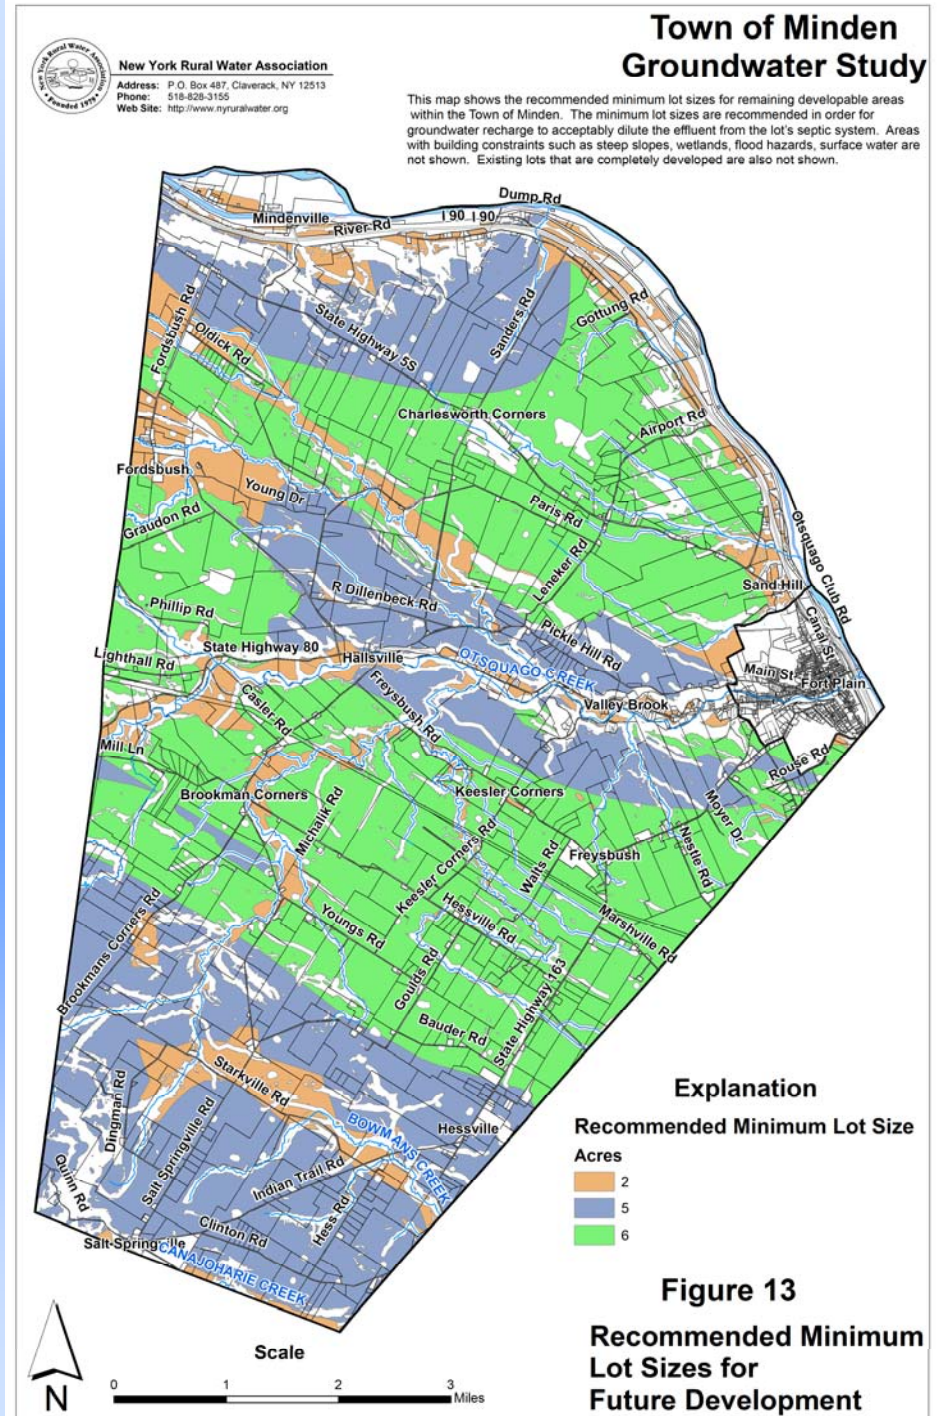 Town of Minden
Groundwater Study
New York Rural Water Association
Founded 1979
New York Rural Water Association
Address: P.O. Box 487, Claverack, NY 12513
Phone: 518-828-3155
Web Site: http://www.nyruralwater.org
This map shows the recommended minimum lot sizes for remaining developable areas
within the Town of Minden. The minimum lot sizes are recommended in order for
groundwater recharge to acceptably dilute the effluent from the lot's septic system. Areas
with building constraints such as steep slopes, wetlands, flood hazards, surface water are
not shown. Existing lots that are completely developed are also not shown.
Dump Rd
Mindenville
I 90 I 90
River Rd
Fordsbush Rd
Sanders Rd
Gottung Rd
State Highway 5S
Oldick Rd
Charlesworth Corners
Airport Rd
Fordsbush
Young Dr
Graudon Rd
Paris Rd
Otsquago Club Rd
Leneker Rd
Sand Hill
R Dillenbeck Rd
Phillip Rd
Canal St
Pickle Hill Rd
State Highway 80
Lighthall Rd
Hallsville
OTSQUAGO CREEK
Main St
Fort Plain
Casler Rd
Freysbush Rd
Valley Brook
Mill Ln
Rouse Rd
Brookman Corners
Keesler Corners
Michalik Rd
Moyer Dr
Keesler Corners Rd
Walts Rd
Freysbush
Nestle Rd
Brookmans Corners Rd
Youngs Rd
Hessville Rd
Marshville Rd
Goulds Rd
State Highway 163
Bauder Rd
Starkville Rd
Dingman Rd
BOWMANS CREEK
Hessville
Salt Springville Rd
Indian Trail Rd
Quinn Rd
Hess Rd
Clinton Rd
Salt Springville
CANAJOHARIE CREEK
Explanation
Recommended Minimum Lot Size
Acres
2
5
6
Figure 13
Recommended Minimum
Lot Sizes for
Future Development
Scale
0 1 2 3
Miles
N